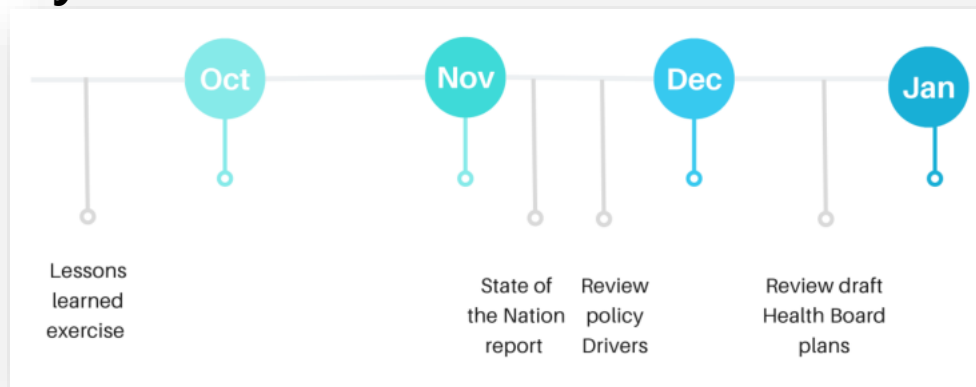 Oct
Nov
Dec
Jan
Lessons
learned
exercise
State of
the Nation
report
Review
policy
Drivers
Review draft
Health Board
plans